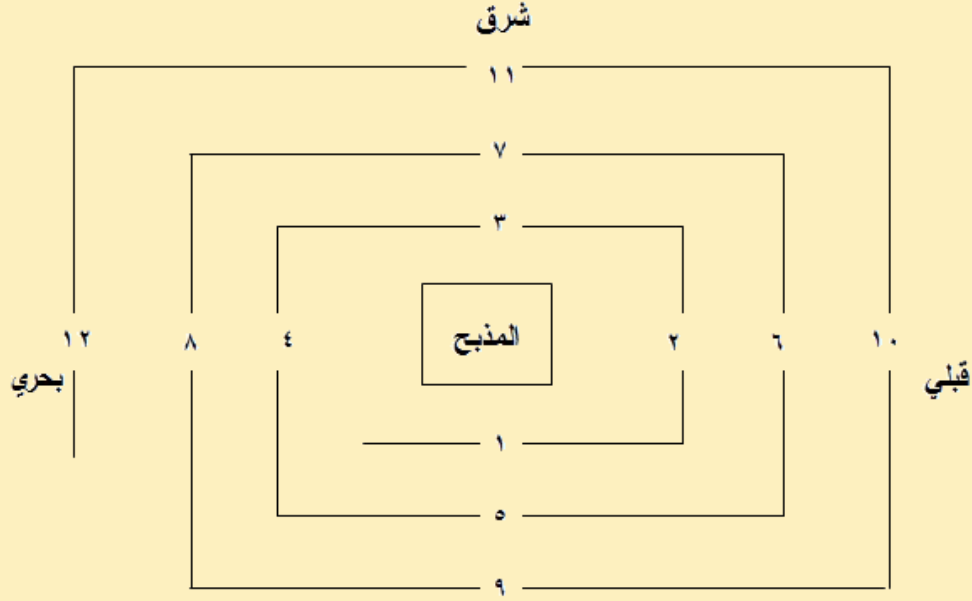 شرق
١١
٧
٣
١٢ ٨ ٤ المذبح ٢ ٦ ١٠
بحري قبلي
١
٥
٩